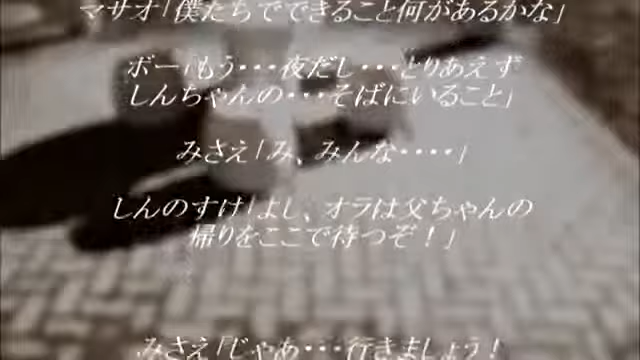 マサオ「僕たちでできること何があるかな」
ボー「もう・・・夜だし・・・とりあえず
しんちゃんの・・・そばにいること」
みさえ「み、みんな・・・・」
しんのすけ「よし、オラは父ちゃんの
帰りをここで待つぞ！」
みさえ「じゃあ・・・行きましょう！